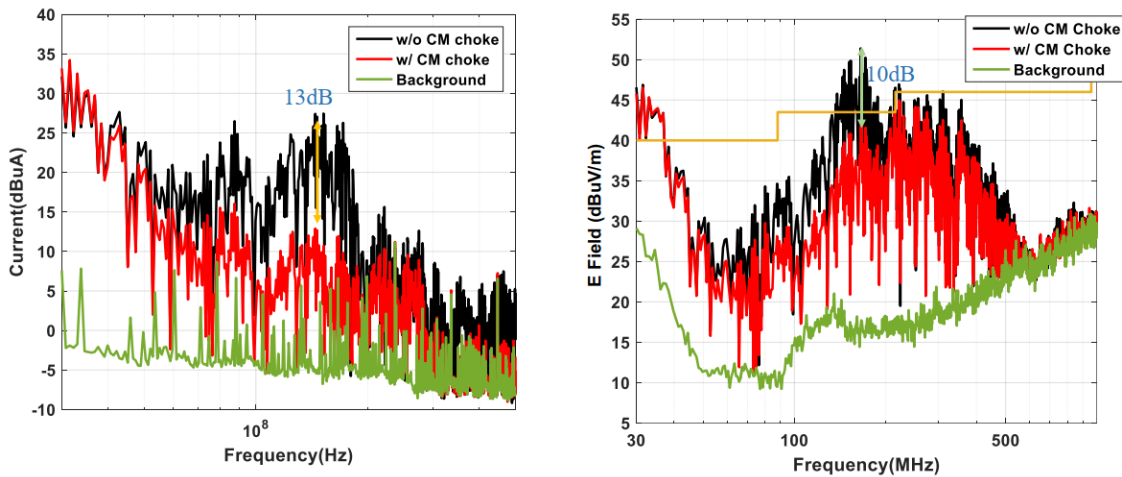 40
35
30
25
20
15
10
5
0
-5
-10
Current(dBuA)
w/o CM choke
w/ CM choke
Background
13dB
10⁸
Frequency(Hz)
55
50
45
40
35
30
25
20
15
10
5
E Field (dBuV/m)
w/o CM Choke
w/ CM Choke
Background
10dB
30
100
500
Frequency(MHz)